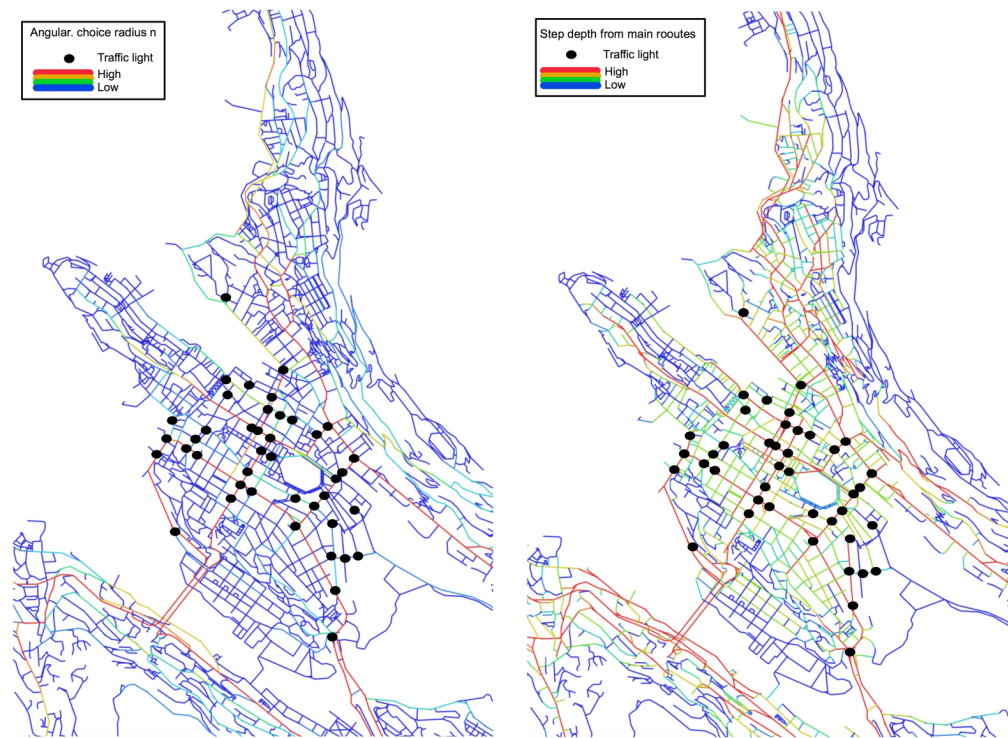 Angular. choice radius n
Traffic light
High
Low
Step depth from main rooutes
Traffic light
High
Low